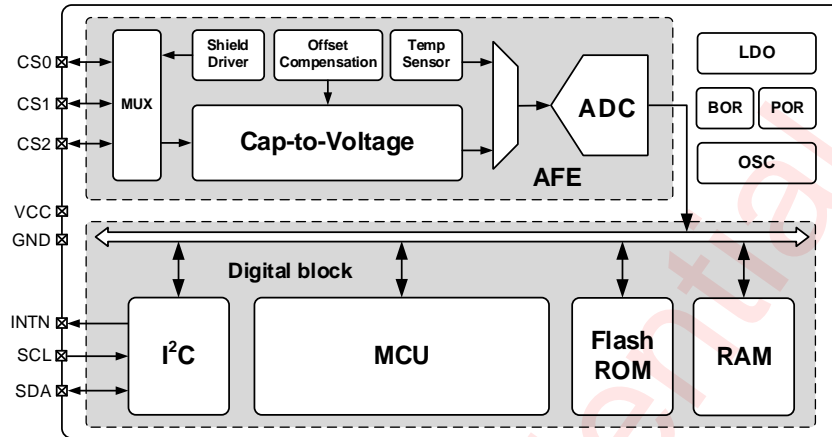 CS0
CS1
CS2
VCC
GND
INTN
SCL
SDA
MUX
Shield
Driver
Offset
Compensation
Temp
Sensor
Cap-to-Voltage
ADC
AFE
LDO
BOR
POR
OSC
Digital block
I²C
MCU
Flash
ROM
RAM